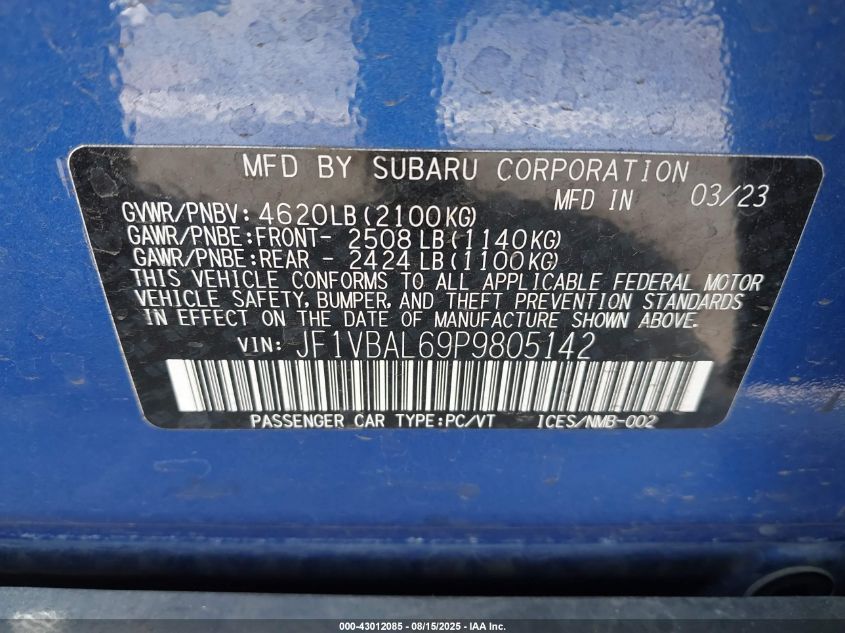 MFD BY SUBARU CORPORATION
MFD IN 03/23
GVWR/PNBV: 4620LB(2100KG)
GAWR/PNBE:FRONT- 2508LB(1140KG)
GAWR/PNBE:REAR - 2424LB(1100KG)
THIS VEHICLE CONFORMS TO ALL APPLICABLE FEDERAL MOTOR
VEHICLE SAFETY, BUMPER, AND THEFT PREVENTION STANDARDS
IN EFFECT ON THE DATE OF MANUFACTURE SHOWN ABOVE.
VIN: JF1VBAL69P9805142
PASSENGER CAR TYPE:PC/VT ICES/NMB-002
000-43012085 - 08/15/2025 - IAA Inc.